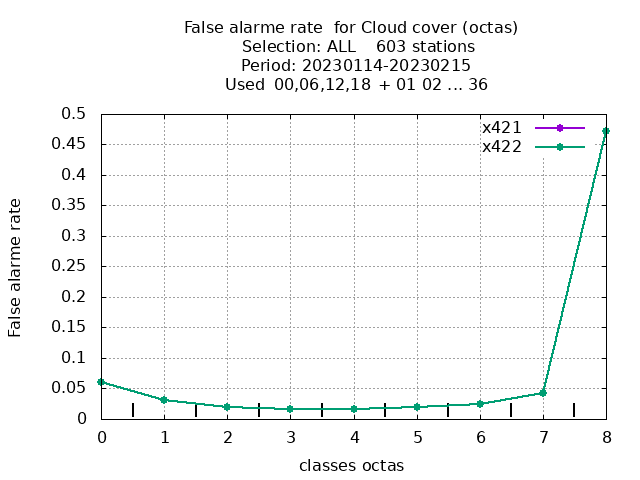 False alarme rate  for Cloud cover (octas)
Selection: ALL    603 stations
Period: 20230114-20230215
Used  00,06,12,18  + 01 02 ... 36
0.5
0.45
0.4
0.35
0.3
0.25
0.2
0.15
0.1
0.05
0
x421
x422
False alarme rate
0 1 2 3 4 5 6 7 8
classes octas